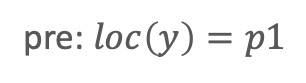 pre: loc(y) = p1